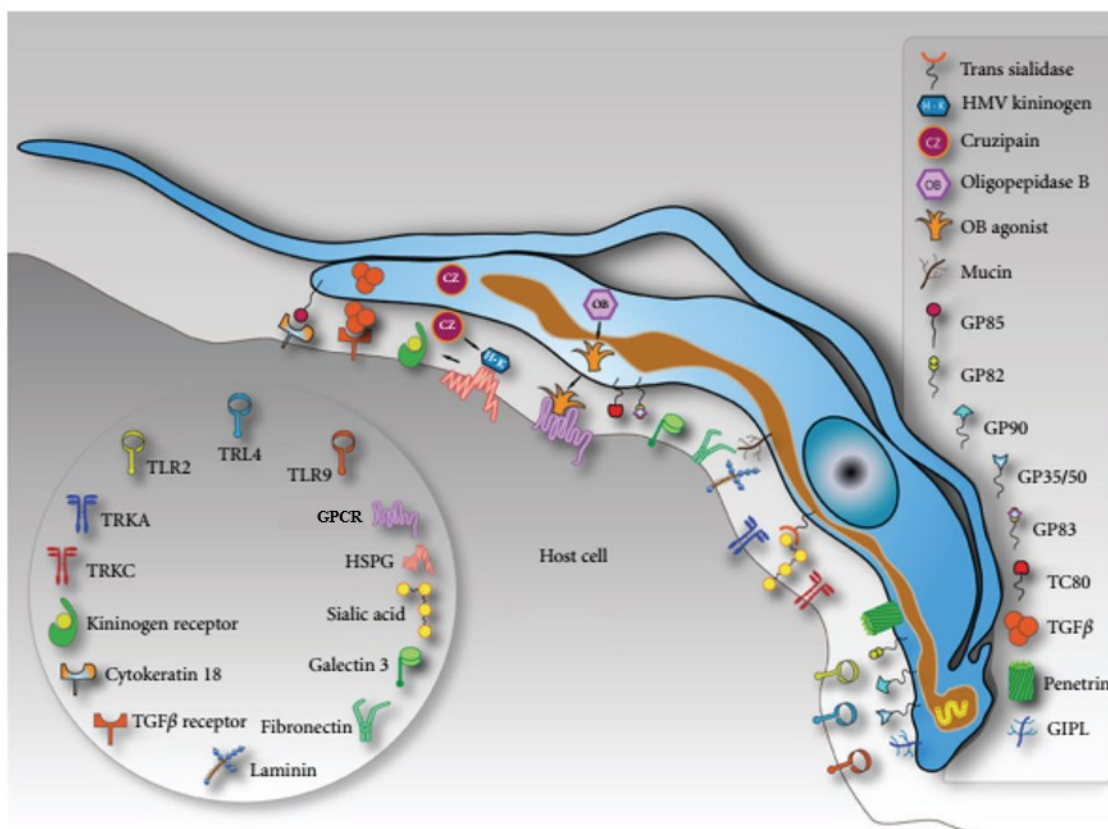 Trans sialidase
H-K
HMV kininogen
CZ
Cruzipain
OB
Oligopepidase B
OB agonist
Mucin
GP85
GP82
GP90
GP35/50
GP83
TC80
TGFβ
Penetrin
GIPL
CZ
OB
CZ
H-K
Host cell
TRL4
TLR2
TLR9
TRKA
GPCR
TRKC
HSPG
Sialic acid
Kininogen receptor
Galectin 3
Cytokeratin 18
TGFβ receptor
Fibronectin
Laminin